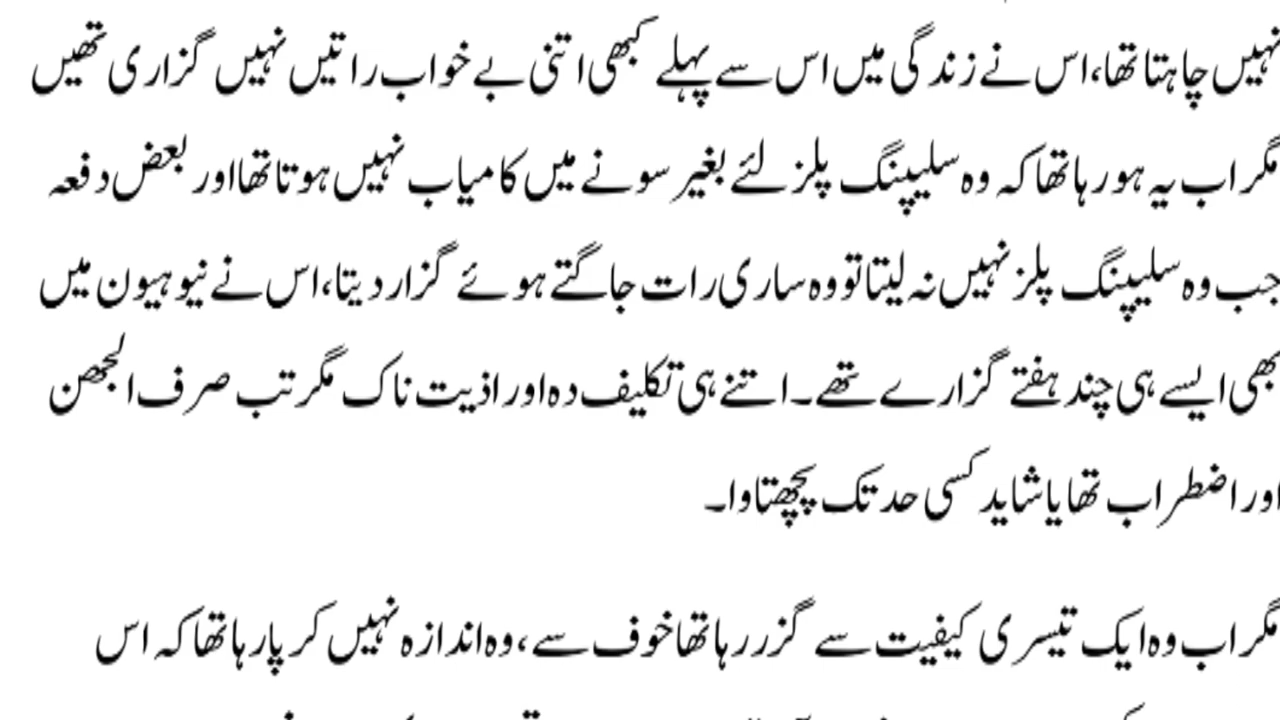 نہیں چاہتا تھا، اس نے زندگی میں اس سے پہلے کبھی اتنی بے خواب راتیں نہیں گزاری تھیں
مگر اب یہ ہو رہا تھا کہ وہ سلیپنگ پلز لئے بغیر سونے میں کامیاب نہیں ہوتا تھا اور بعض دفعہ
جب وہ سلیپنگ پلز نہیں نہ لیتا تو وہ ساری رات جاگتے ہوئے گزار دیتا، اس نے نیو ہیون میں
بھی ایسے ہی چند ہفتے گزارے تھے۔ اتنے ہی تکلیف دہ اور اذیت ناک مگر تب صرف الجھن
اور اضطراب تھا یا شاید کسی حد تک پچھتاوا۔
مگر اب وہ ایک تیسری کیفیت سے گزر رہا تھا خوف سے، وہ اندازہ نہیں کر پا رہا تھا کہ اس